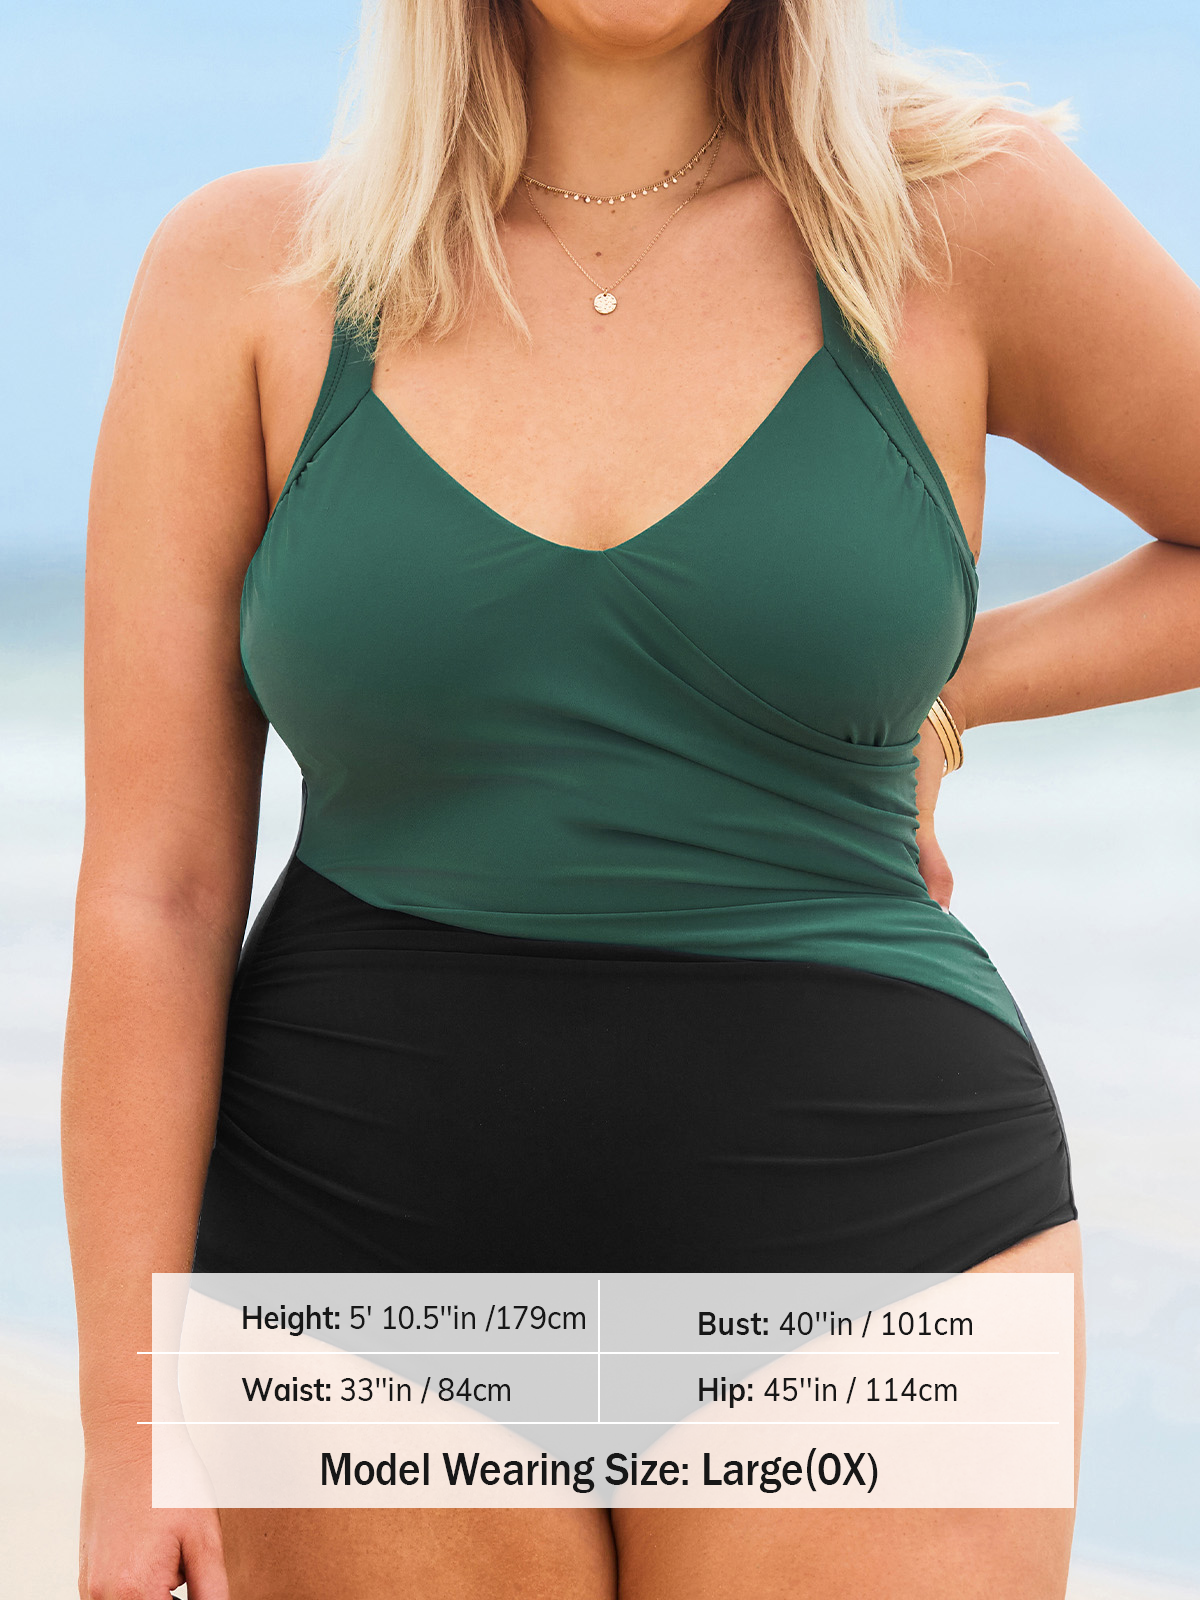 Height: 5' 10.5"in /179cm
Bust: 40"in / 101cm
Waist: 33"in / 84cm
Hip: 45"in / 114cm
Model Wearing Size: Large(0X)